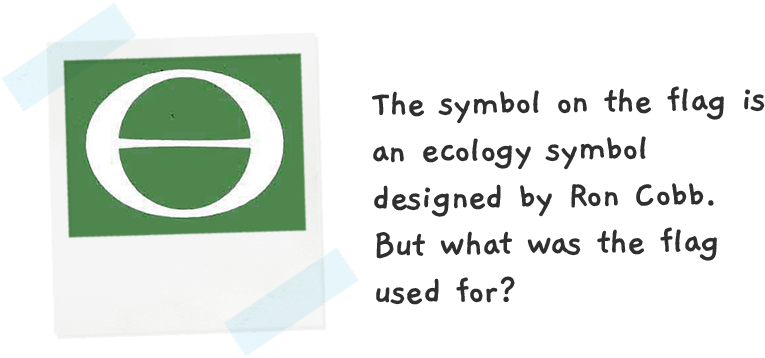 The symbol on the flag is
an ecology symbol
designed by Ron Cobb.
But what was the flag
used for?